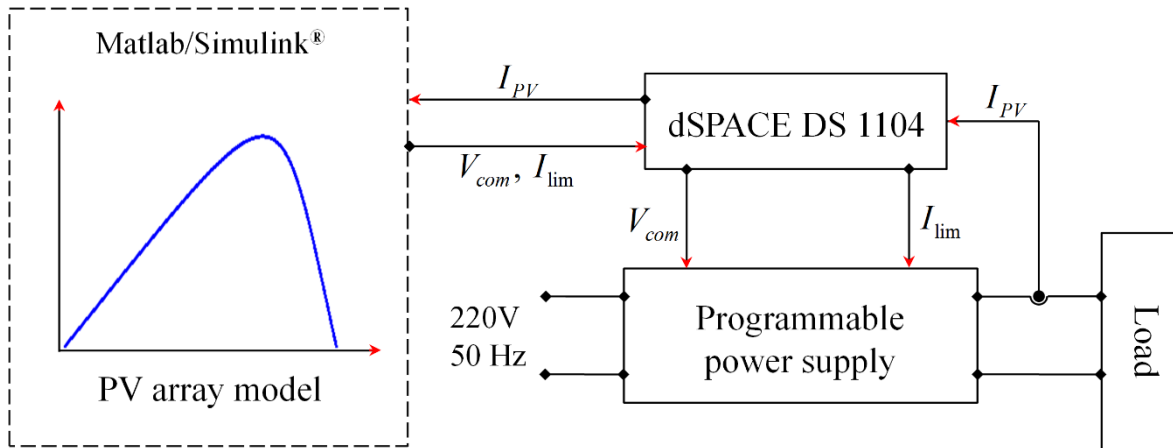 Matlab/Simulink®
PV array model
I_PV
V_com, I_lim
dSPACE DS 1104
I_PV
V_com
I_lim
220V
50 Hz
Programmable
power supply
Load